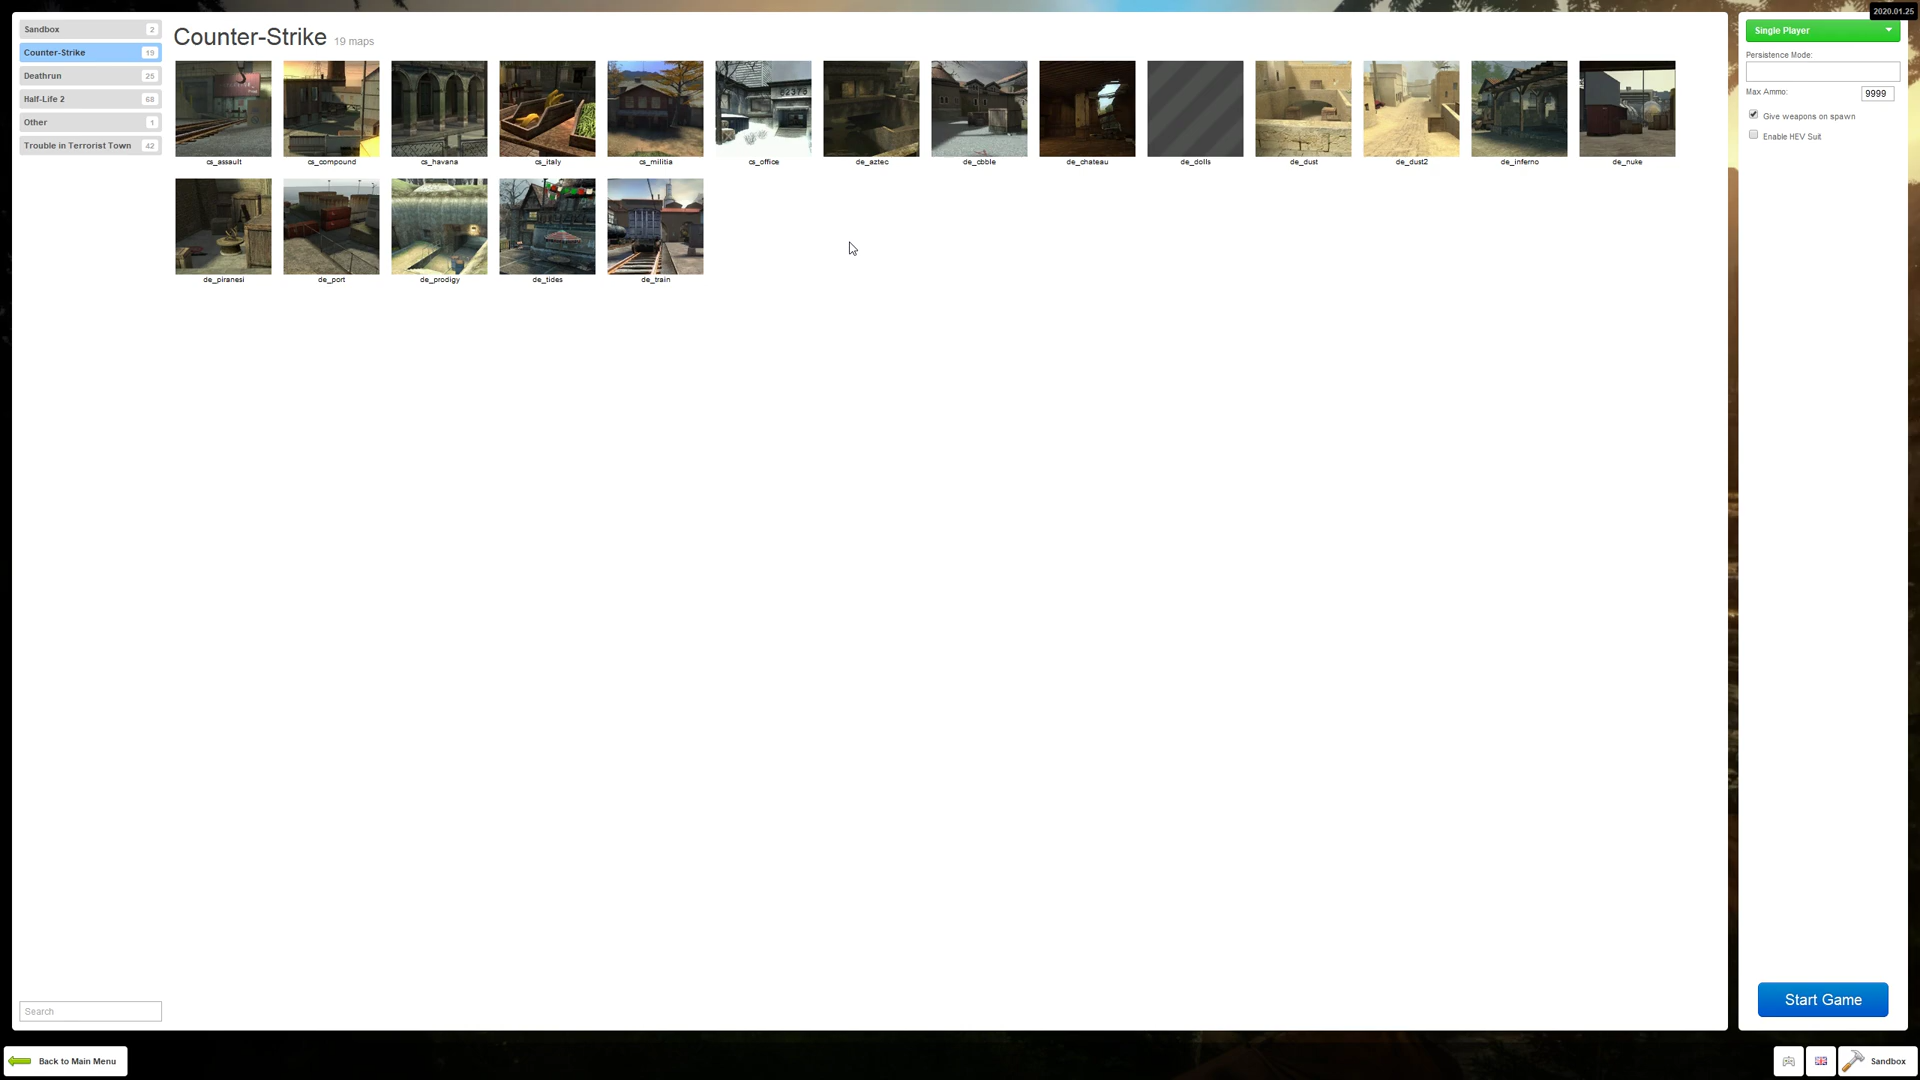 2020.01.25
Sandbox 2
Counter-Strike 19
Deathrun 25
Half-Life 2 68
Other 1
Trouble in Terrorist Town 42
Search
Counter-Strike 19 maps
cs_assault cs_compound cs_havana cs_italy cs_militia cs_office de_aztec de_cbble de_chateau de_dolls de_dust de_dust2 de_inferno de_nuke
de_piranesi de_port de_prodigy de_tides de_train
Single Player
Persistence Mode:
Max Ammo: 9999
Give weapons on spawn
Enable HEV Suit
Start Game
Back to Main Menu
Sandbox